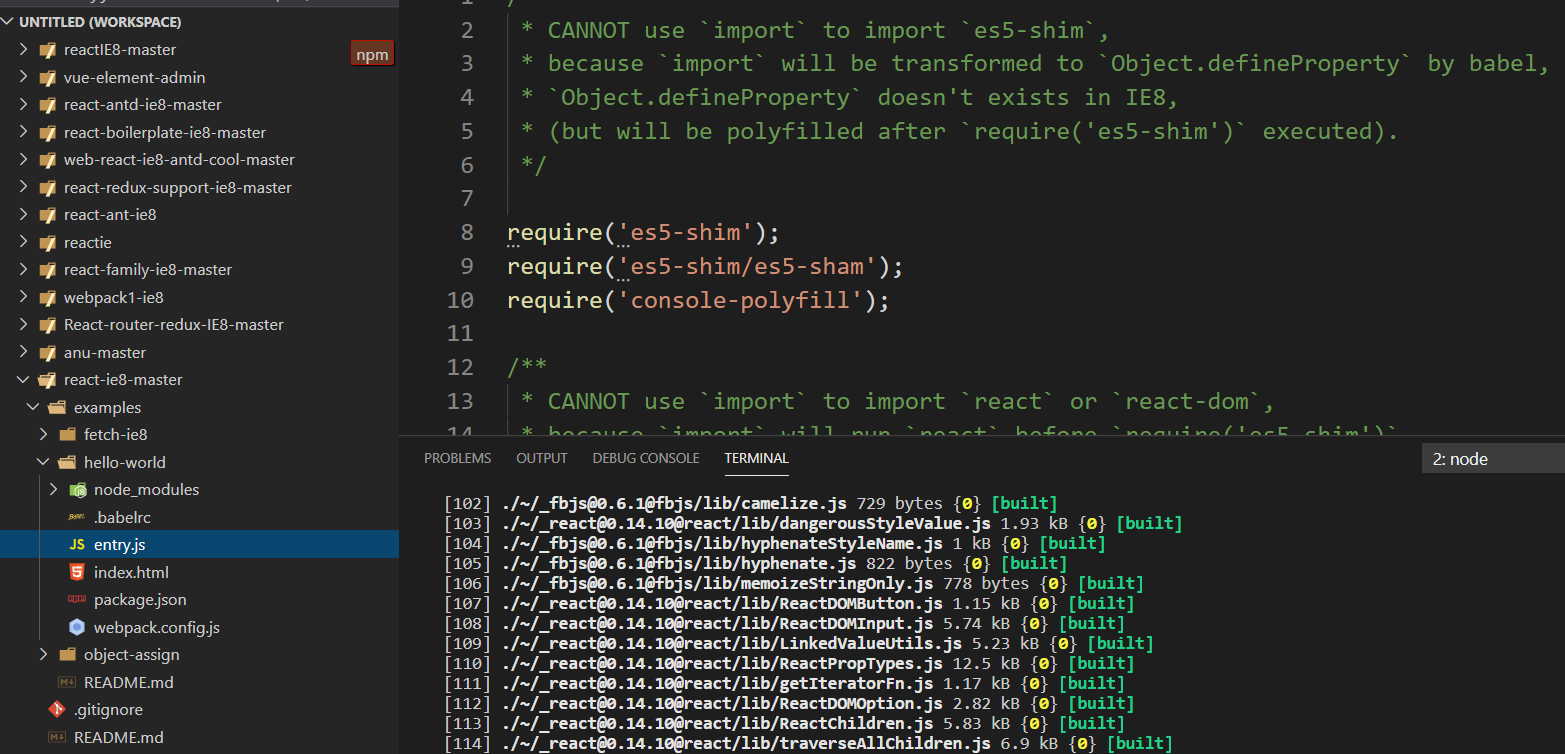 UNTITLED (WORKSPACE)
reactIE8-master
npm
vue-element-admin
react-antd-ie8-master
react-boilerplate-ie8-master
web-react-ie8-antd-cool-master
react-redux-support-ie8-master
react-ant-ie8
reactie
react-family-ie8-master
webpack1-ie8
React-router-redux-IE8-master
anu-master
react-ie8-master
examples
fetch-ie8
hello-world
node_modules
.babelrc
JS entry.js
index.html
package.json
webpack.config.js
object-assign
README.md
.gitignore
README.md
2 * CANNOT use `import` to import `es5-shim`,
3 * because `import` will be transformed to `Object.defineProperty` by babel,
4 * `Object.defineProperty` doesn't exists in IE8,
5 * (but will be polyfilled after `require('es5-shim')` executed).
6 */
7
8 require('es5-shim');
9 require('es5-shim/es5-sham');
10 require('console-polyfill');
11
12 /**
13 * CANNOT use `import` to import `react` or `react-dom`,
14 * because `import` will run `react` before `require('es5-shim')`
PROBLEMS OUTPUT DEBUG CONSOLE TERMINAL 2: node
[102] ./~/_fbjs@0.6.1@fbjs/lib/camelize.js 729 bytes {0} [built]
[103] ./~/_react@0.14.10@react/lib/dangerousStyleValue.js 1.93 kB {0} [built]
[104] ./~/_fbjs@0.6.1@fbjs/lib/hyphenateStyleName.js 1 kB {0} [built]
[105] ./~/_fbjs@0.6.1@fbjs/lib/hyphenate.js 822 bytes {0} [built]
[106] ./~/_fbjs@0.6.1@fbjs/lib/memoizeStringOnly.js 778 bytes {0} [built]
[107] ./~/_react@0.14.10@react/lib/ReactDOMButton.js 1.15 kB {0} [built]
[108] ./~/_react@0.14.10@react/lib/ReactDOMInput.js 5.74 kB {0} [built]
[109] ./~/_react@0.14.10@react/lib/LinkedValueUtils.js 5.23 kB {0} [built]
[110] ./~/_react@0.14.10@react/lib/ReactPropTypes.js 12.5 kB {0} [built]
[111] ./~/_react@0.14.10@react/lib/getIteratorFn.js 1.17 kB {0} [built]
[112] ./~/_react@0.14.10@react/lib/ReactDOMOption.js 2.82 kB {0} [built]
[113] ./~/_react@0.14.10@react/lib/ReactChildren.js 5.83 kB {0} [built]
[114] ./~/_react@0.14.10@react/lib/traverseAllChildren.js 6.9 kB {0} [built]